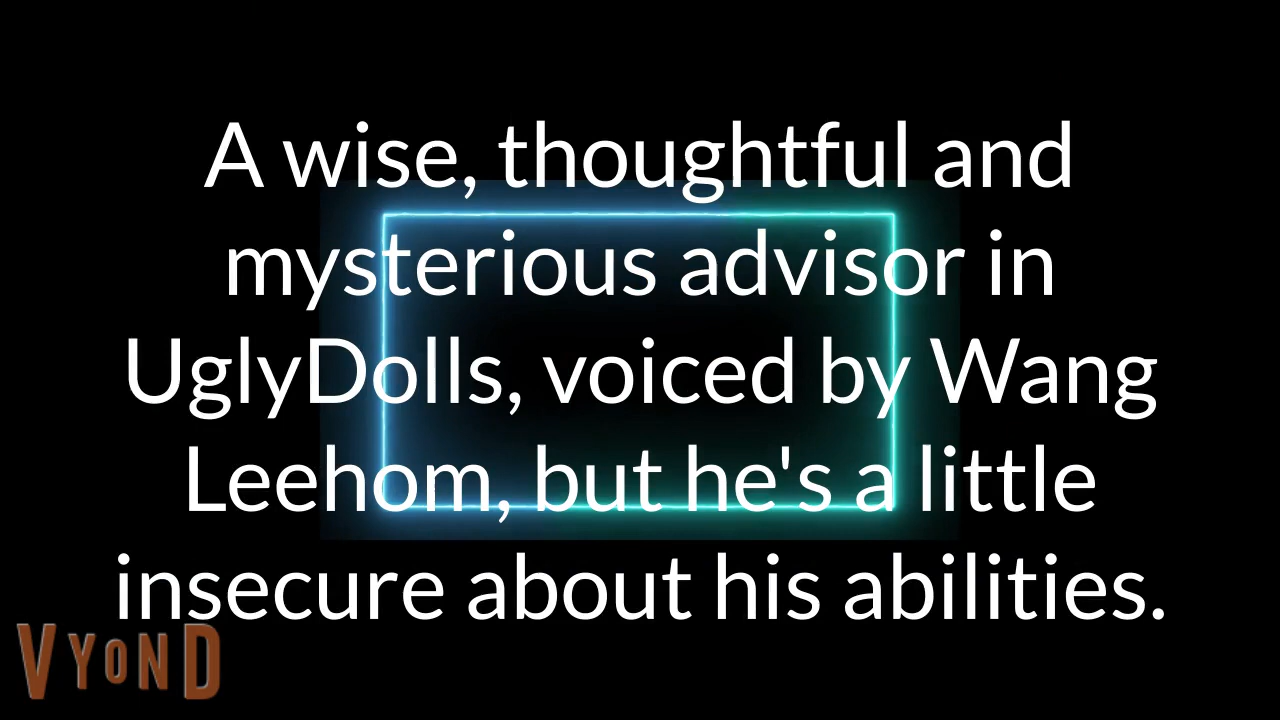 A wise, thoughtful and
mysterious advisor in
UglyDolls, voiced by Wang
Leehom, but he's a little
insecure about his abilities.
VYOND